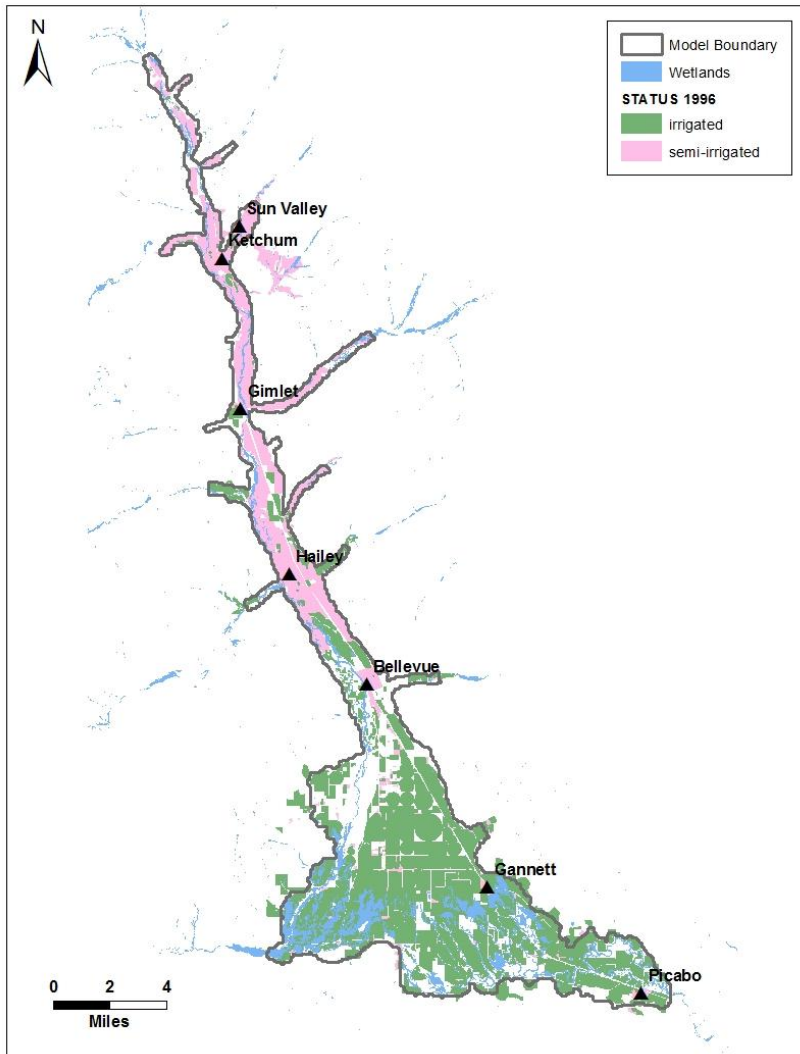 N
Model Boundary
Wetlands
STATUS 1996
irrigated
semi-irrigated
Sun Valley
Ketchum
Gimlet
Hailey
Bellevue
Gannett
Picabo
0 2 4
Miles